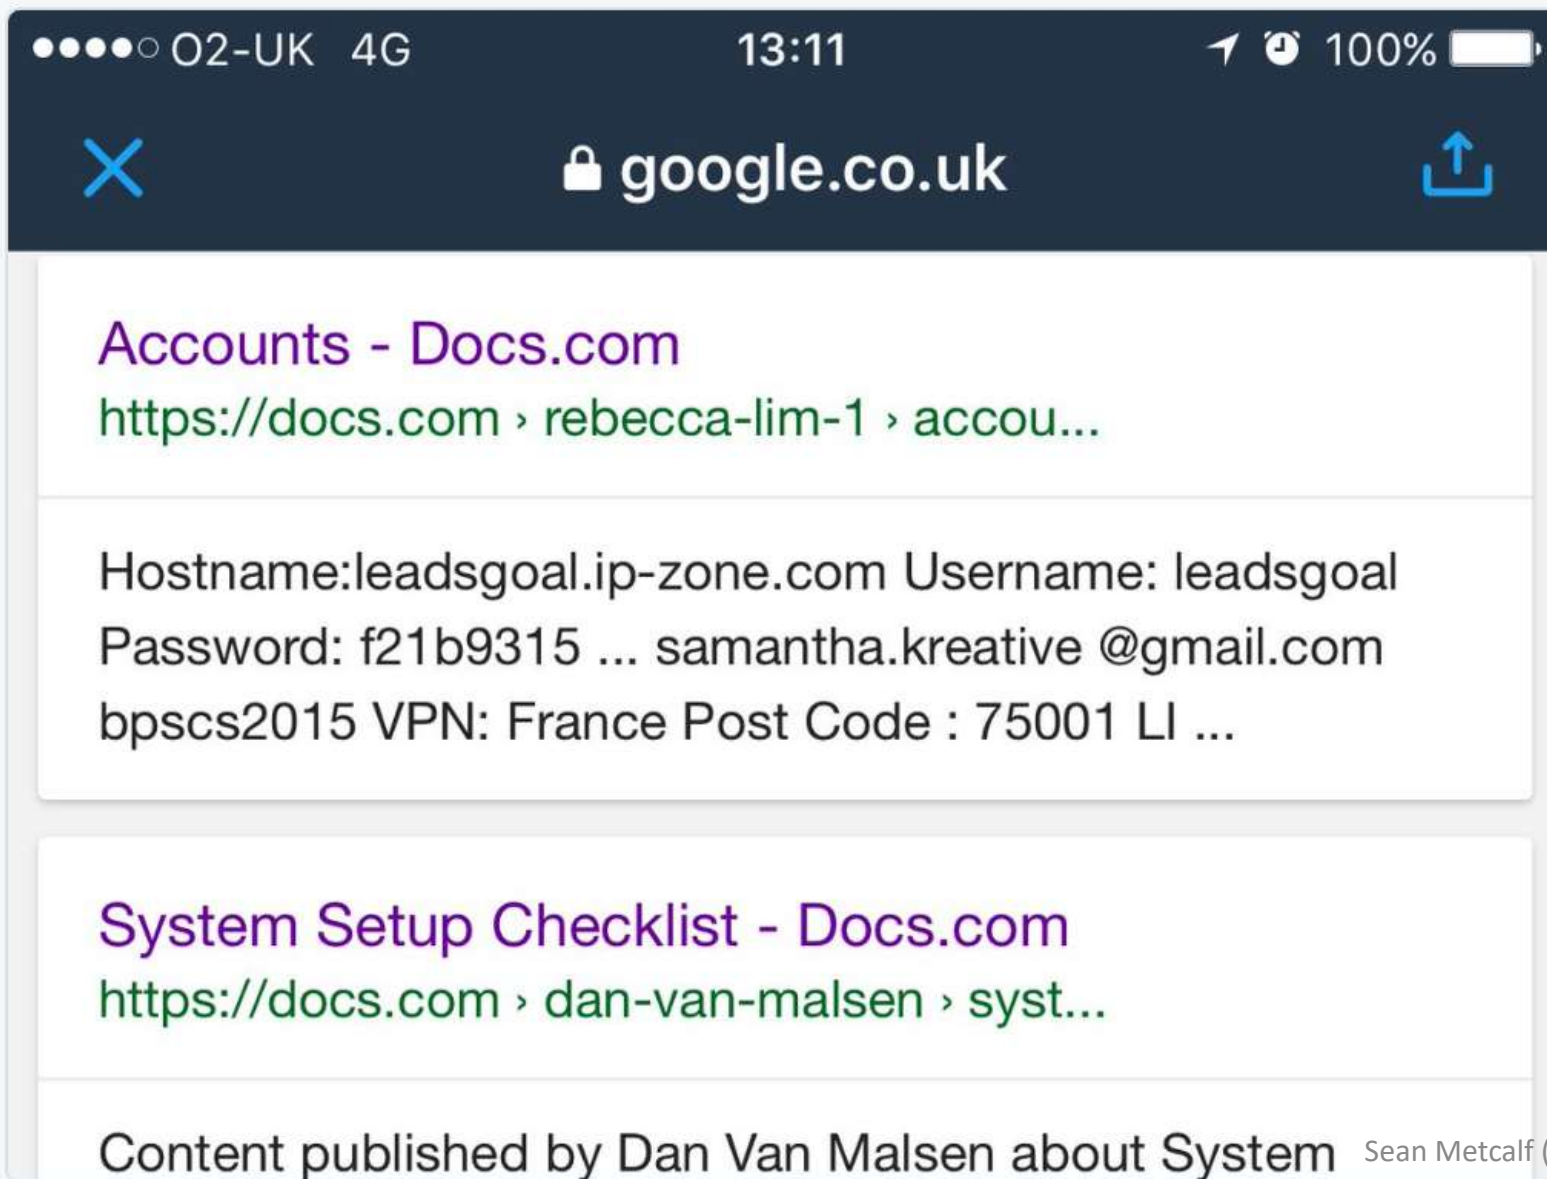 O2-UK 4G 13:11 100%
google.co.uk
Accounts - Docs.com
https://docs.com › rebecca-lim-1 › accou...
Hostname:leadsgoal.ip-zone.com Username: leadsgoal
Password: f21b9315 ... samantha.kreative @gmail.com
bpscs2015 VPN: France Post Code : 75001 LI ...
System Setup Checklist - Docs.com
https://docs.com › dan-van-malsen › syst...
Content published by Dan Van Malsen about System
Sean Metcalf (